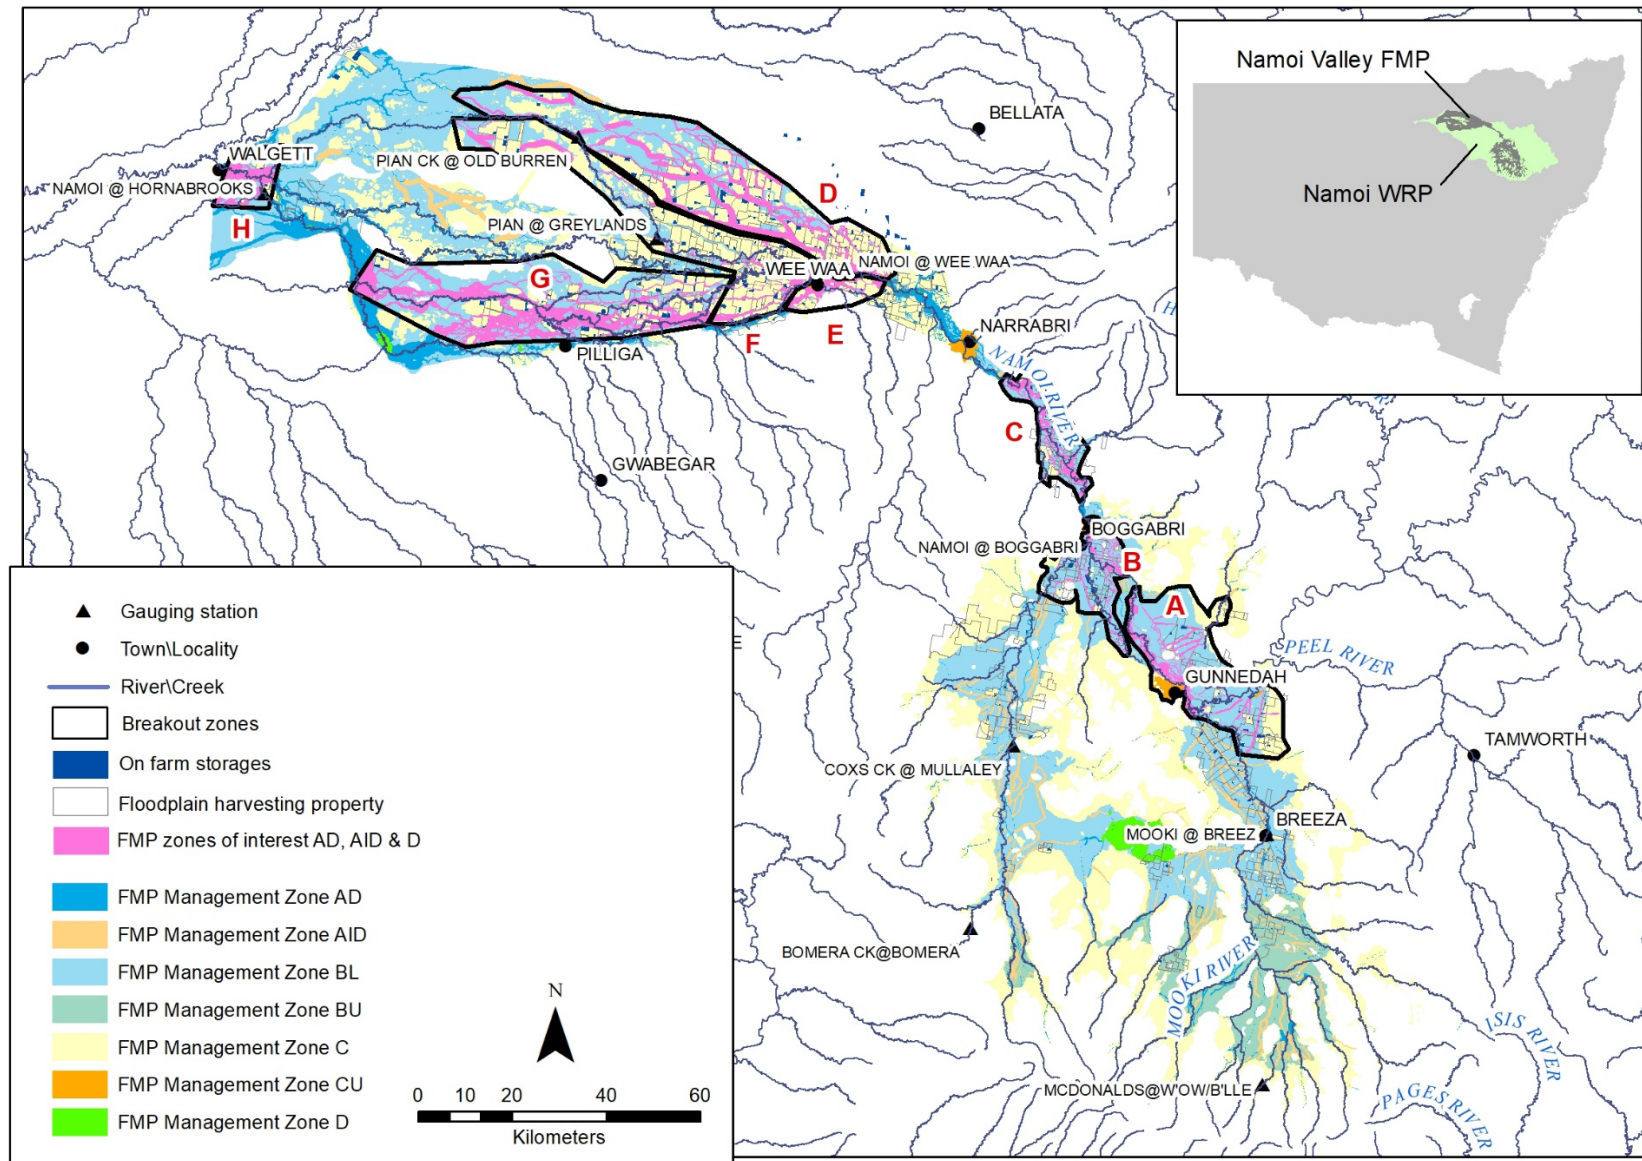 Namoi Valley FMP
Namoi WRP
BELLATA
WALGETT
PIAN CK @ OLD BURREN
NAMOI @ HORNABROOKS
D
PIAN @ GREYLANDS
H
G
WEE WAA
NAMOI @ WEE WAA
F
E
NARRABRI
PILLIGA
NAMOI RIVER
C
GWABEGAR
BOGGABRI
NAMOI @ BOGGABRI
B
A
PEEL RIVER
GUNNEDAH
TAMWORTH
COXS CK @ MULLALEY
MOOKI @ BREEZ
BREEZA
BOMERA CK@BOMERA
MOOKI RIVER
ISIS RIVER
MCDONALDS@W'OW/B'LLE
PAGES RIVER
Gauging station
Town\Locality
River\Creek
Breakout zones
On farm storages
Floodplain harvesting property
FMP zones of interest AD, AID & D
FMP Management Zone AD
FMP Management Zone AID
FMP Management Zone BL
FMP Management Zone BU
FMP Management Zone C
FMP Management Zone CU
FMP Management Zone D
N
0 10 20 40 60
Kilometers